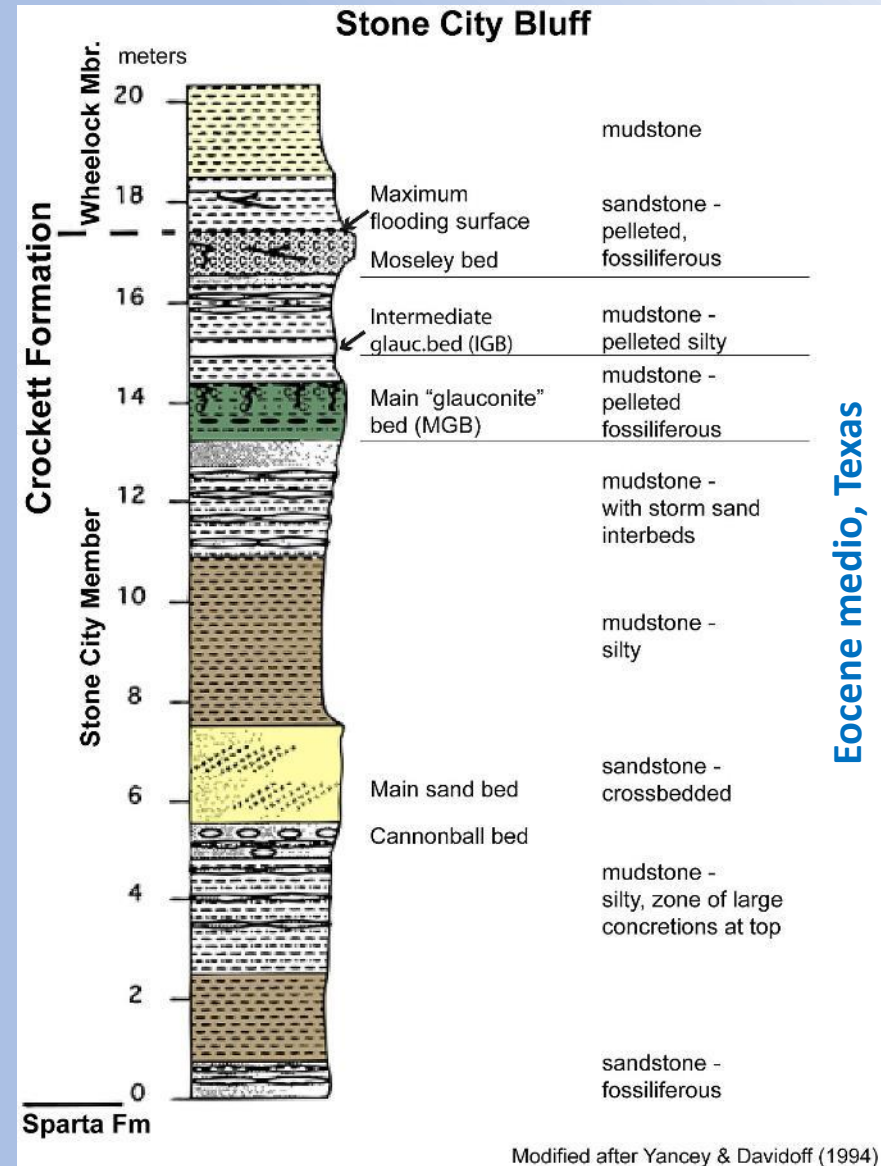 Stone City Bluff
meters
Wheelock Mbr.
Crockett Formation
Stone City Member
20
18
16
14
12
10
8
6
4
2
0
Sparta Fm
Maximum
flooding surface
Moseley bed
Intermediate
glauc.bed (IGB)
Main "glauconite"
bed (MGB)
Main sand bed
Cannonball bed
mudstone
sandstone -
pelleted,
fossiliferous
mudstone -
pelleted silty
mudstone -
pelleted
fossiliferous
mudstone -
with storm sand
interbeds
mudstone -
silty
sandstone -
crossbedded
mudstone -
silty, zone of large
concretions at top
sandstone -
fossiliferous
Eocene medio, Texas
Modified after Yancey & Davidoff (1994)